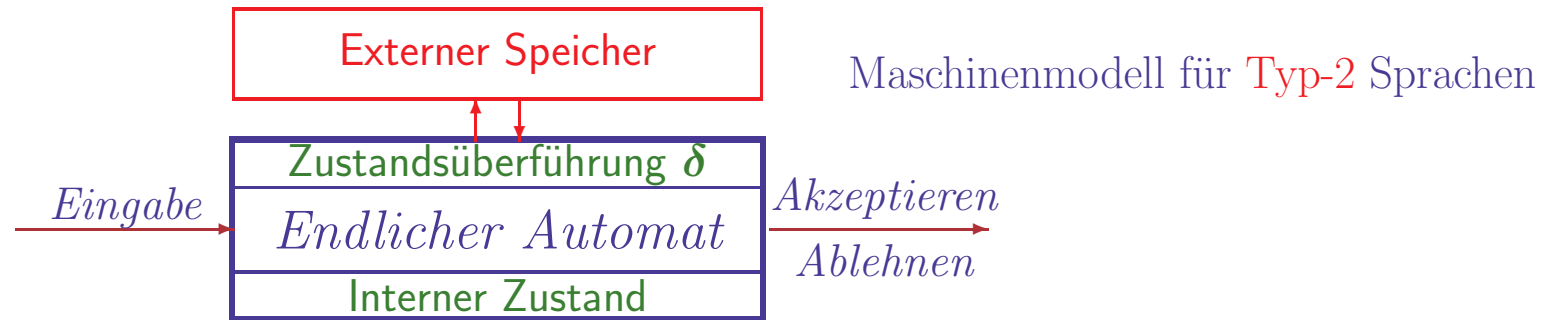 Externer Speicher
Maschinenmodell für Typ-2 Sprachen
Zustandsüberführung δ
Eingabe
Endlicher Automat
Akzeptieren
Ablehnen
Interner Zustand